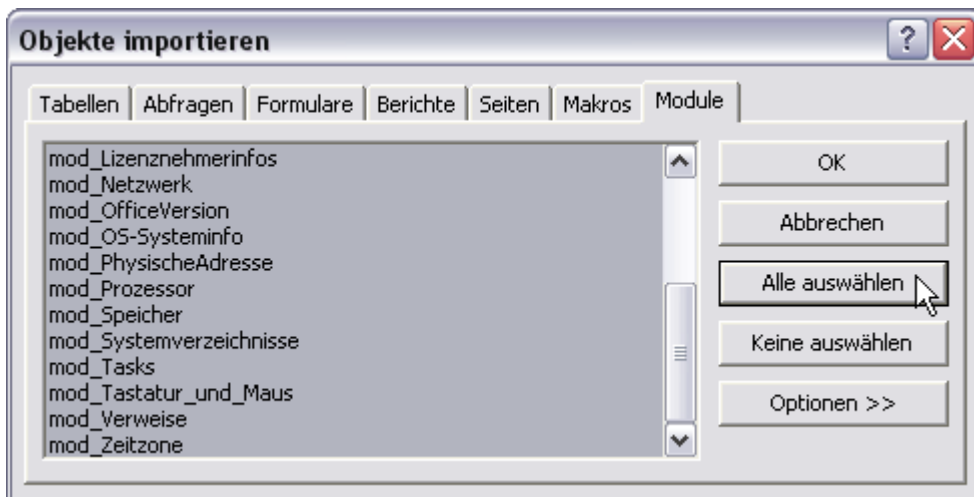 Objekte importieren
Tabellen Abfragen Formulare Berichte Seiten Makros Module
mod_Lizenznehmerinfos
mod_Netzwerk
mod_OfficeVersion
mod_OS-Systeminfo
mod_PhysischeAdresse
mod_Prozessor
mod_Speicher
mod_Systemverzeichnisse
mod_Tasks
mod_Tastatur_und_Maus
mod_Verweise
mod_Zeitzone
OK
Abbrechen
Alle auswählen
Keine auswählen
Optionen >>